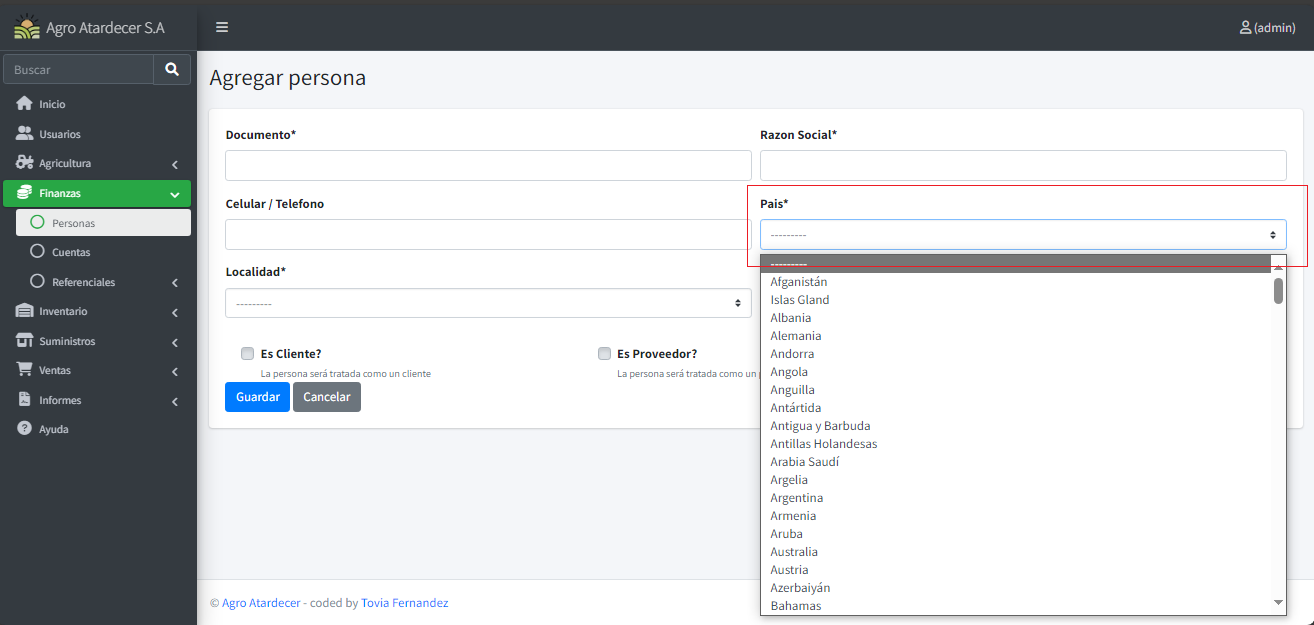 Agro Atardecer S.A
(admin)
Buscar
Inicio
Usuarios
Agricultura
Finanzas
Personas
Cuentas
Referenciales
Inventario
Suministros
Ventas
Informes
Ayuda
Agregar persona
Documento*
Razon Social*
Celular / Telefono
Pais*
---------
---------
Localidad*
---------
Es Cliente?
La persona será tratada como un cliente
Es Proveedor?
La persona será tratada como un
Guardar
Cancelar
Afganistán
Islas Gland
Albania
Alemania
Andorra
Angola
Anguilla
Antártida
Antigua y Barbuda
Antillas Holandesas
Arabia Saudí
Argelia
Argentina
Armenia
Aruba
Australia
Austria
Azerbaiyán
Bahamas
© Agro Atardecer - coded by Tovia Fernandez